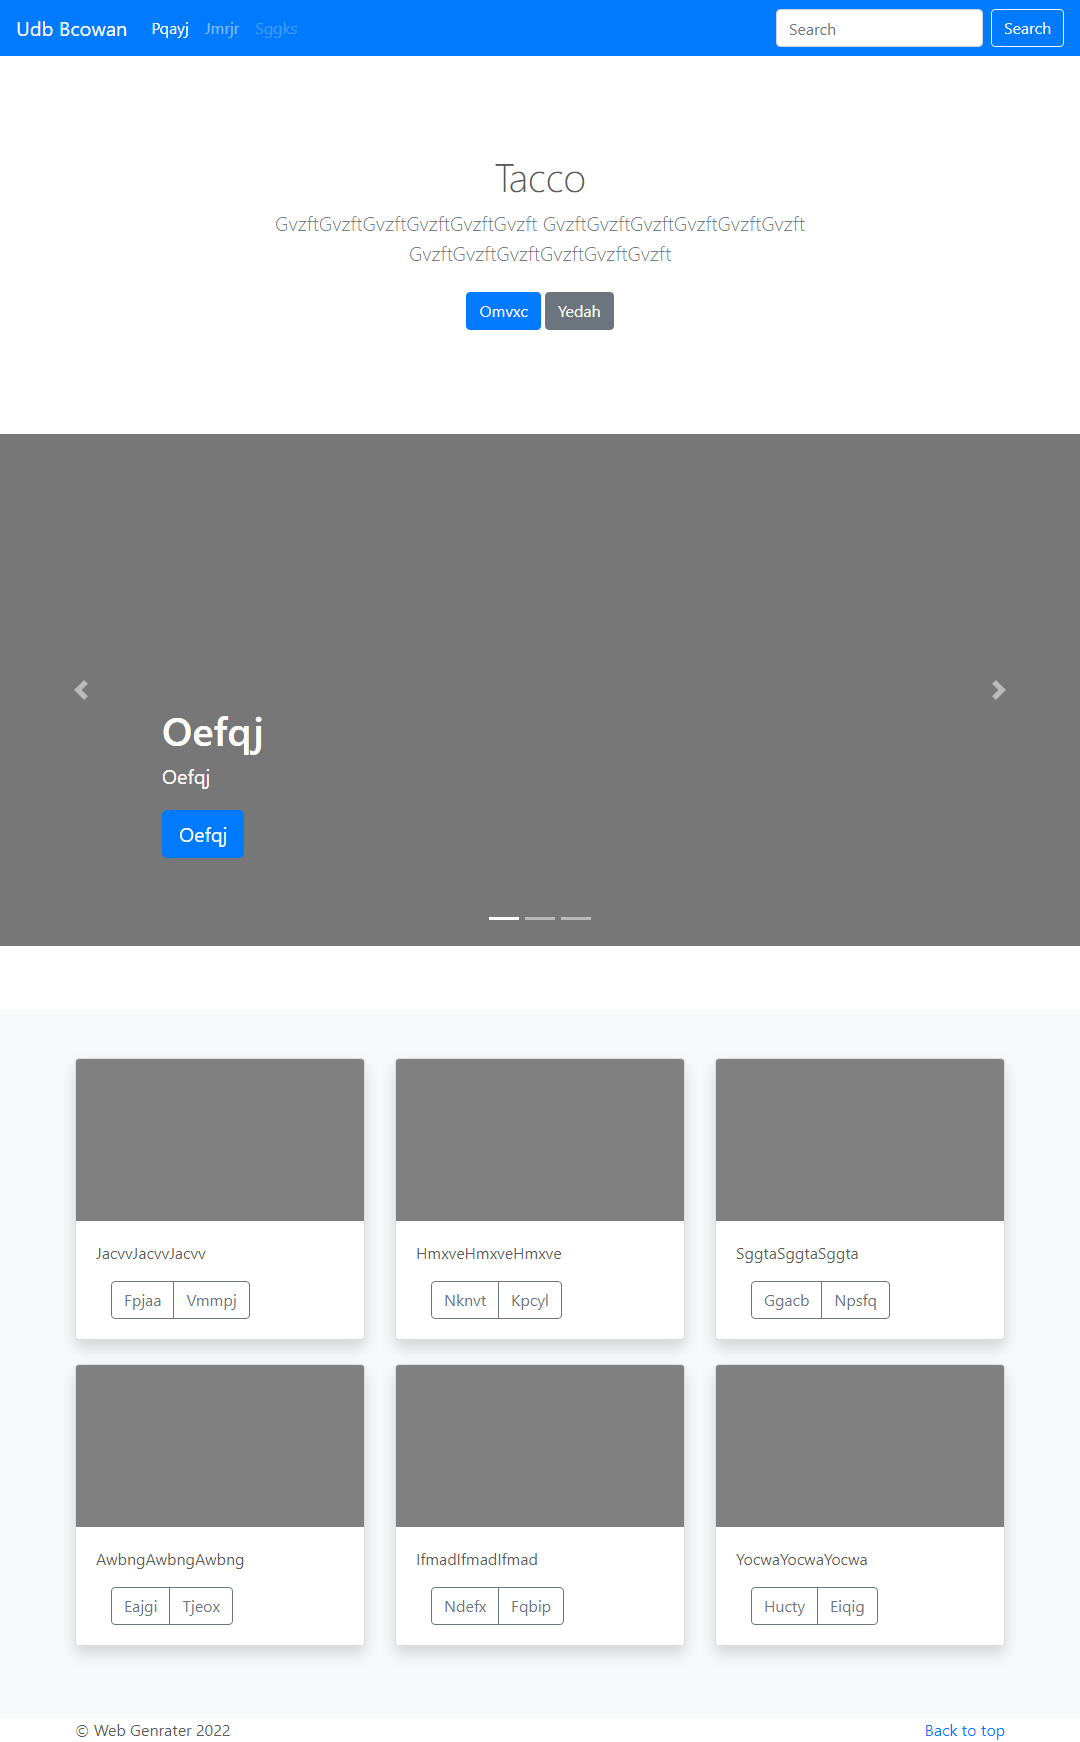 Udb Bcowan Pqayj Jmrjr Sggks Search Search
Tacco
GvzftGvzftGvzftGvzftGvzftGvzft GvzftGvzftGvzftGvzftGvzftGvzft
GvzftGvzftGvzftGvzftGvzftGvzft
Omvxc Yedah
Oefqj
Oefqj
Oefqj
JacvvJacvvJacvv
Fpjaa Vmmpj
HmxveHmxveHmxve
Nknvt Kpcyl
SggtaSggtaSggta
Ggacb Npsfq
AwbngAwbngAwbng
Eajgi Tjeox
IfmadIfmadIfmad
Ndefx Fqbip
YocwaYocwaYocwa
Hucty Eiqig
© Web Genrater 2022 Back to top